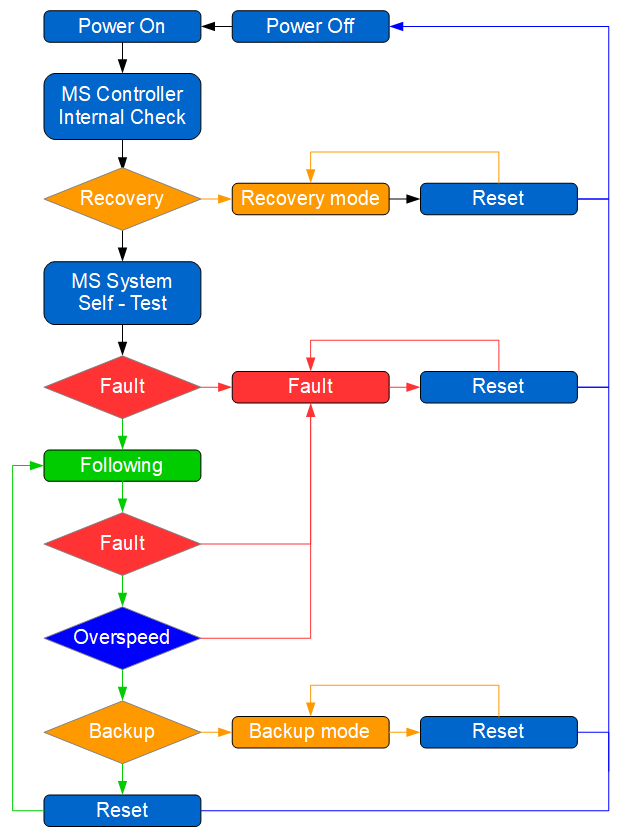 Power On
Power Off
MS Controller
Internal Check
Recovery
Recovery mode
Reset
MS System
Self - Test
Fault
Fault
Reset
Following
Fault
Overspeed
Backup
Backup mode
Reset
Reset